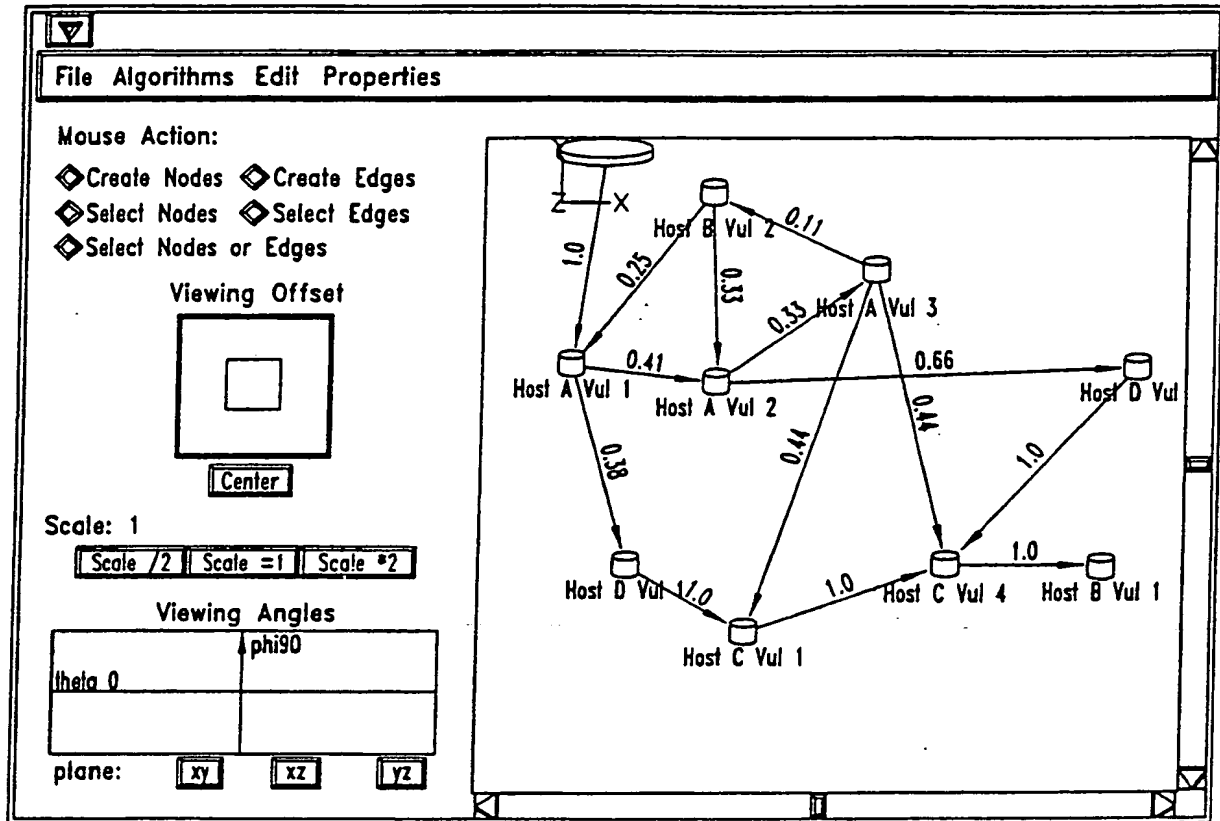 File Algorithms Edit Properties
Mouse Action:
Create Nodes Create Edges
Select Nodes Select Edges
Select Nodes or Edges
Viewing Offset
Center
Scale: 1
Scale /2 Scale =1 Scale *2
Viewing Angles
phi90
theta 0
plane: xy xz yz
Z X
1.0
Host B Vul 2
0.11
0.25
0.33
Host A Vul 3
0.33
Host A Vul 1
0.41
Host A Vul 2
0.66
Host D Vul
0.38
0.44
0.44
1.0
Host D Vul
1.0
Host C Vul 1
1.0
Host C Vul 4
1.0
Host B Vul 1